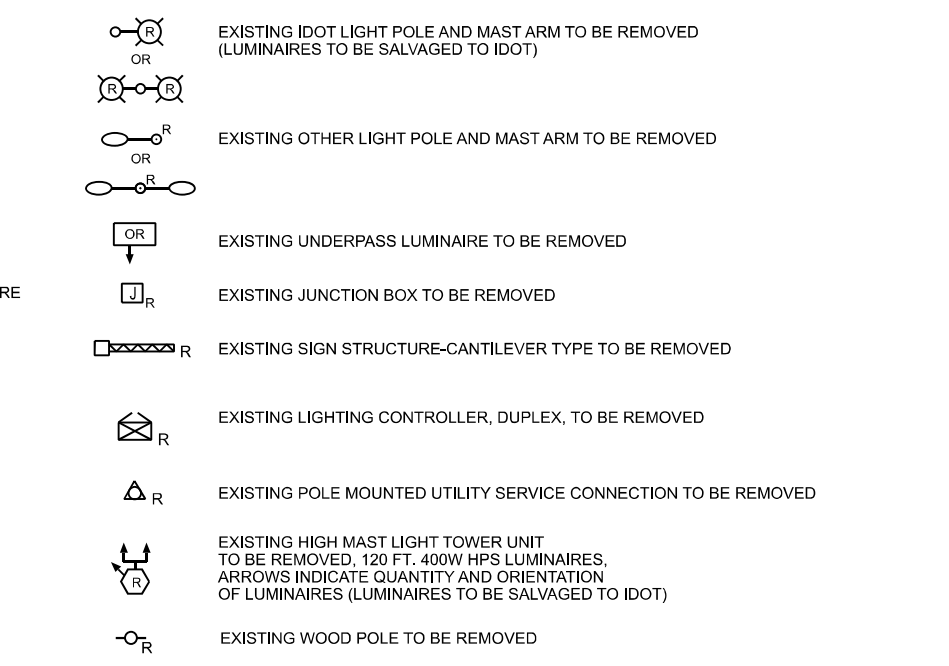 R EXISTING IDOT LIGHT POLE AND MAST ARM TO BE REMOVED
(LUMINAIRES TO BE SALVAGED TO IDOT)
OR
R R
R EXISTING OTHER LIGHT POLE AND MAST ARM TO BE REMOVED
OR
R
OR EXISTING UNDERPASS LUMINAIRE TO BE REMOVED
RE J R EXISTING JUNCTION BOX TO BE REMOVED
R EXISTING SIGN STRUCTURE-CANTILEVER TYPE TO BE REMOVED
R EXISTING LIGHTING CONTROLLER, DUPLEX, TO BE REMOVED
R EXISTING POLE MOUNTED UTILITY SERVICE CONNECTION TO BE REMOVED
EXISTING HIGH MAST LIGHT TOWER UNIT
TO BE REMOVED, 120 FT. 400W HPS LUMINAIRES,
R ARROWS INDICATE QUANTITY AND ORIENTATION
OF LUMINAIRES (LUMINAIRES TO BE SALVAGED TO IDOT)
R EXISTING WOOD POLE TO BE REMOVED